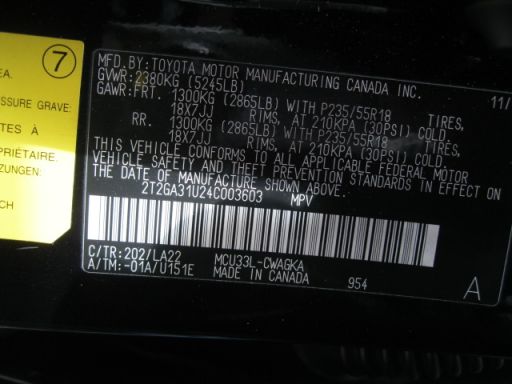 7
EA.
SSURE GRAVE:
TES À
PRIÉTAIRE.
ZUNGEN:
CH
MFD.BY:TOYOTA MOTOR MANUFACTURING CANADA INC.
11/
GVWR:2380KG(5245LB)
GAWR:FRT. 1300KG(2865LB)WITH P235/55R18 TIRES,
18X7JJ RIMS, AT 210KPA(30PSI)COLD
RR. 1300KG(2865LB)WITH P235/55R18 TIRES,
18X7JJ RIMS, AT 210KPA(30PSI)COLD
THIS VEHICLE CONFORMS TO ALL APPLICABLE FEDERAL MOTOR
VEHICLE SAFETY AND THEFT PREVENTION STANDARDS IN EFFECT ON
THE DATE OF MANUFACTURE SHOWN ABOVE.
2T2GA31U24C003603 MPV
C/TR:202/LA22 MCU33L-CWAGKA
A/TM:-01A/U151E MADE IN CANADA 954 A